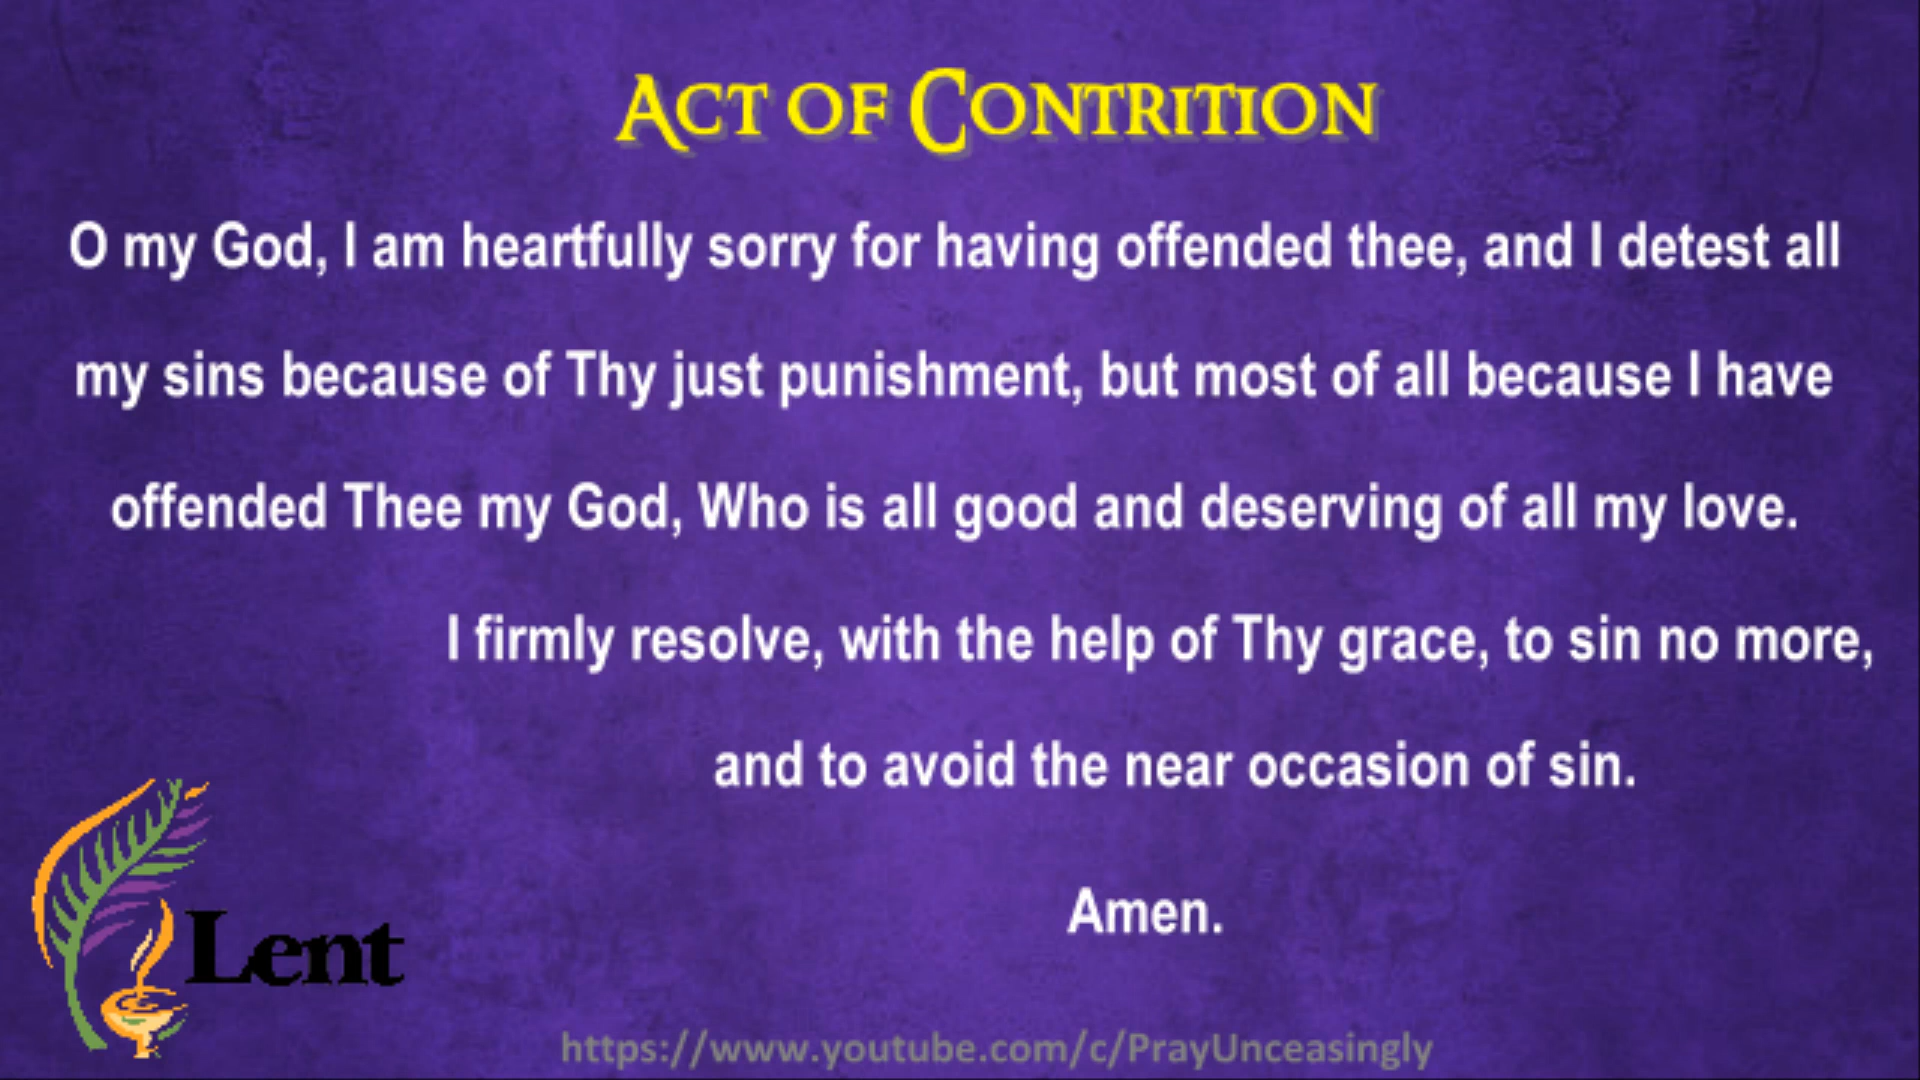 ACT OF CONTRITION
O my God, I am heartfully sorry for having offended thee, and I detest all
my sins because of Thy just punishment, but most of all because I have
offended Thee my God, Who is all good and deserving of all my love.
I firmly resolve, with the help of Thy grace, to sin no more,
and to avoid the near occasion of sin.
Amen.
Lent
https://www.youtube.com/c/PrayUnceasingly